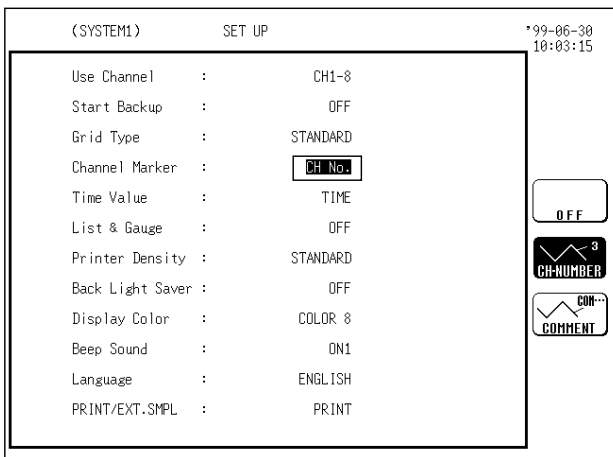 (SYSTEM1) SET UP '99-06-30
10:03:15
Use Channel : CH1-8
Start Backup : OFF
Grid Type : STANDARD
Channel Marker : CH No.
Time Value : TIME
List & Gauge : OFF
Printer Density : STANDARD
Back Light Saver : OFF
Display Color : COLOR 8
Beep Sound : ON1
Language : ENGLISH
PRINT/EXT.SMPL : PRINT
OFF
3
CH-NUMBER
COM…
COMMENT